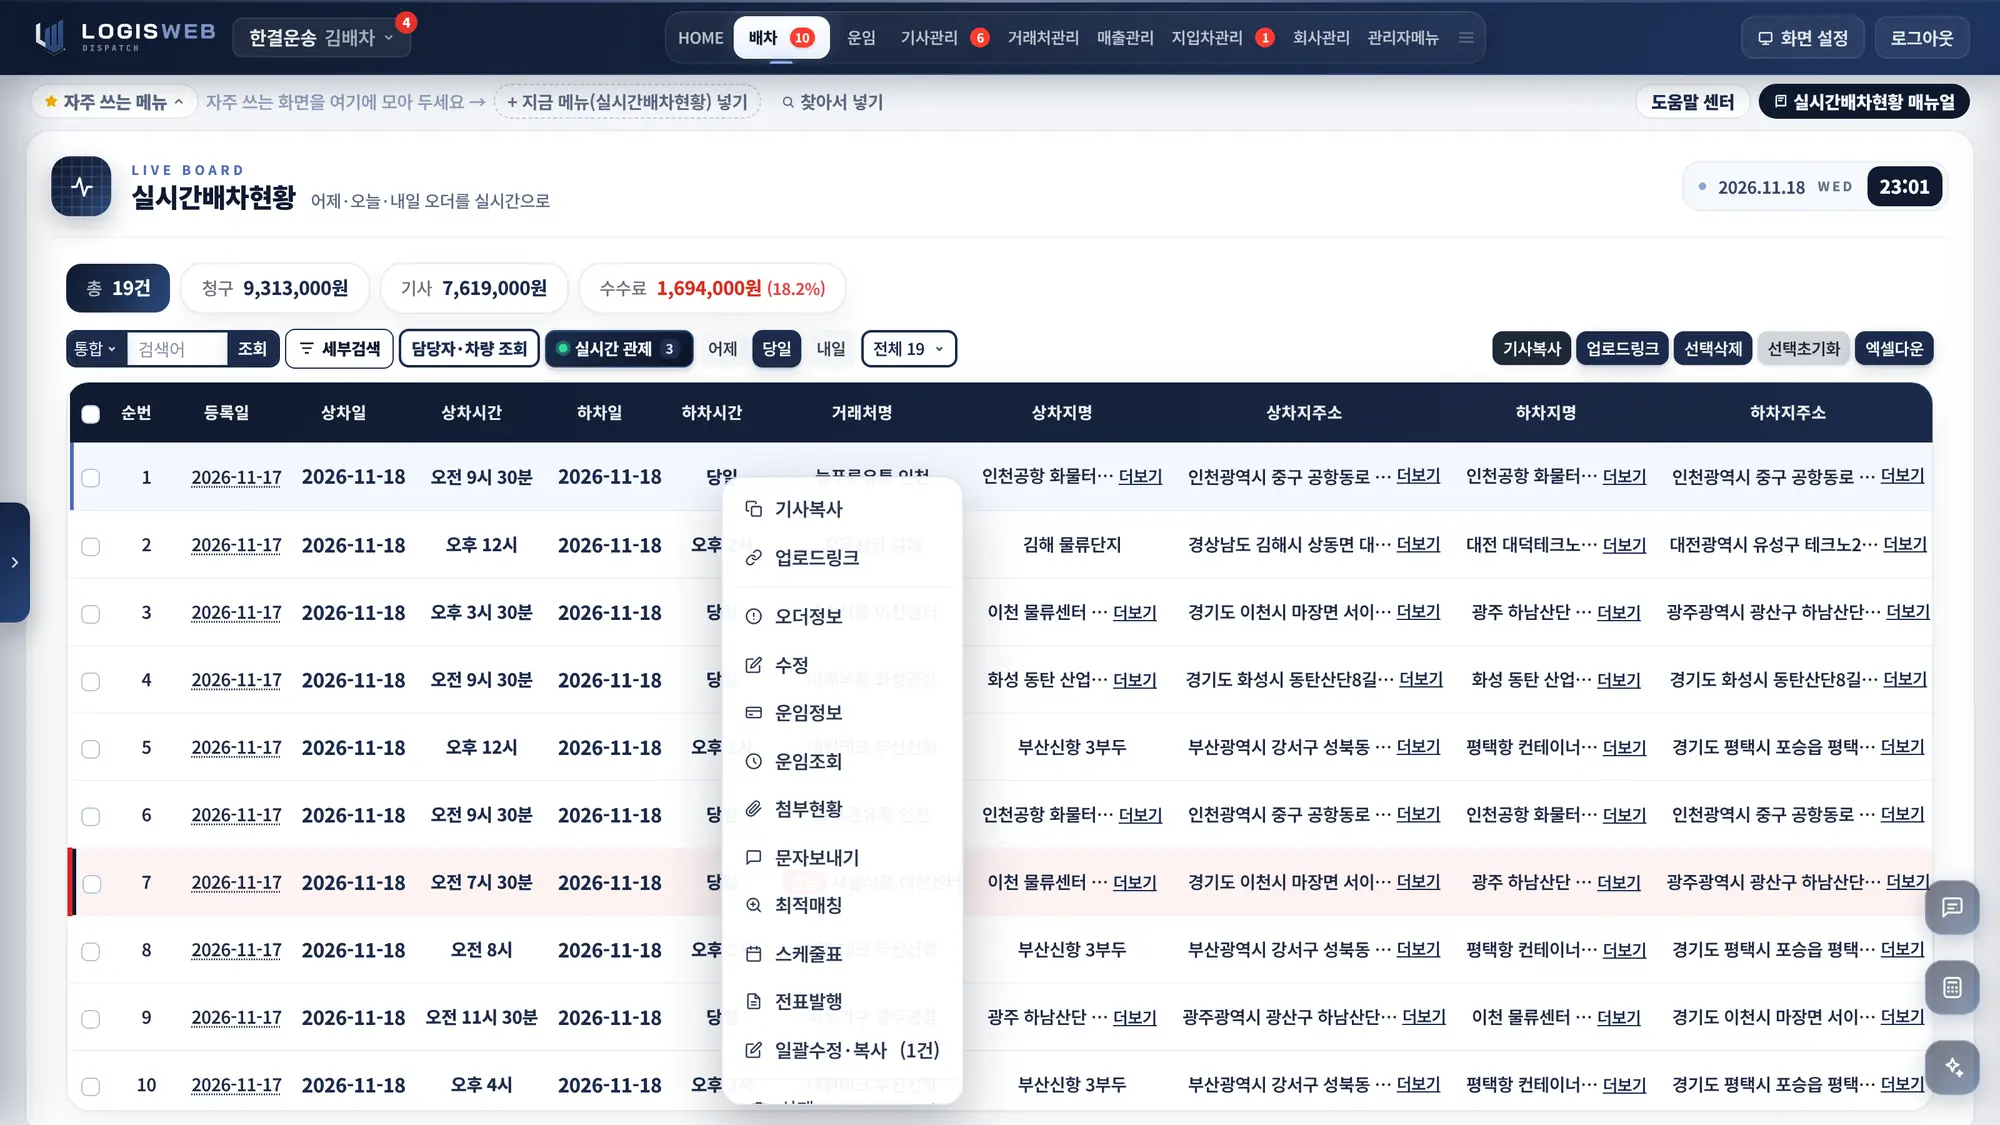 LOGISWEB
DISPATCH
한결운송 김배차
4
HOME 배차 10 운임 기사관리 6 거래처관리 매출관리 지입차관리 1 회사관리 관리자메뉴
화면 설정 로그아웃
자주 쓰는 메뉴 자주 쓰는 화면을 여기에 모아 두세요 → + 지금 메뉴(실시간배차현황) 넣기 찾아서 넣기
도움말 센터 실시간배차현황 매뉴얼
LIVE BOARD
실시간배차현황 어제·오늘·내일 오더를 실시간으로
2026.11.18 WED 23:01
총 19건 청구 9,313,000원 기사 7,619,000원 수수료 1,694,000원 (18.2%)
통합 검색어 조회 세부검색 담당자·차량 조회 실시간 관제 3 어제 당일 내일 전체 19
기사복사 업로드링크 선택삭제 선택초기화 엑셀다운
순번 등록일 상차일 상차시간 하차일 하차시간 거래처명 상차지명 상차지주소 하차지명 하차지주소
1 2026-11-17 2026-11-18 오전 9시 30분 2026-11-18 당일 인천공항 화물터··· 더보기 인천광역시 중구 공항동로 ··· 더보기 인천공항 화물터··· 더보기 인천광역시 중구 공항동로 ··· 더보기
2 2026-11-17 2026-11-18 오후 12시 2026-11-18 오후 김해 물류단지 경상남도 김해시 상동면 대··· 더보기 대전 대덕테크노··· 더보기 대전광역시 유성구 테크노2··· 더보기
3 2026-11-17 2026-11-18 오후 3시 30분 2026-11-18 당 이천 물류센터 ··· 더보기 경기도 이천시 마장면 서이··· 더보기 광주 하남산단 ··· 더보기 광주광역시 광산구 하남산단··· 더보기
4 2026-11-17 2026-11-18 오전 9시 30분 2026-11-18 당 화성 동탄 산업··· 더보기 경기도 화성시 동탄산단8길··· 더보기 화성 동탄 산업··· 더보기 경기도 화성시 동탄산단8길··· 더보기
5 2026-11-17 2026-11-18 오후 12시 2026-11-18 오후 부산신항 3부두 부산광역시 강서구 성북동 ··· 더보기 평택항 컨테이너··· 더보기 경기도 평택시 포승읍 평택··· 더보기
6 2026-11-17 2026-11-18 오전 9시 30분 2026-11-18 당 인천공항 화물터··· 더보기 인천광역시 중구 공항동로 ··· 더보기 인천공항 화물터··· 더보기 인천광역시 중구 공항동로 ··· 더보기
7 2026-11-17 2026-11-18 오전 7시 30분 2026-11-18 당 이천 물류센터 ··· 더보기 경기도 이천시 마장면 서이··· 더보기 광주 하남산단 ··· 더보기 광주광역시 광산구 하남산단··· 더보기
8 2026-11-17 2026-11-18 오전 8시 2026-11-18 오후 부산신항 3부두 부산광역시 강서구 성북동 ··· 더보기 평택항 컨테이너··· 더보기 경기도 평택시 포승읍 평택··· 더보기
9 2026-11-17 2026-11-18 오전 11시 30분 2026-11-18 당 광주 하남산단 ··· 더보기 광주광역시 광산구 하남산단··· 더보기 이천 물류센터 ··· 더보기 경기도 이천시 마장면 서이··· 더보기
10 2026-11-17 2026-11-18 오후 4시 2026-11-18 오후 부산신항 3부두 부산광역시 강서구 성북동 ··· 더보기 평택항 컨테이너··· 더보기 경기도 평택시 포승읍 평택··· 더보기
기사복사
업로드링크
오더정보
수정
운임정보
운임조회
첨부현황
문자보내기
최적매칭
스케줄표
전표발행
일괄수정·복사 (1건)